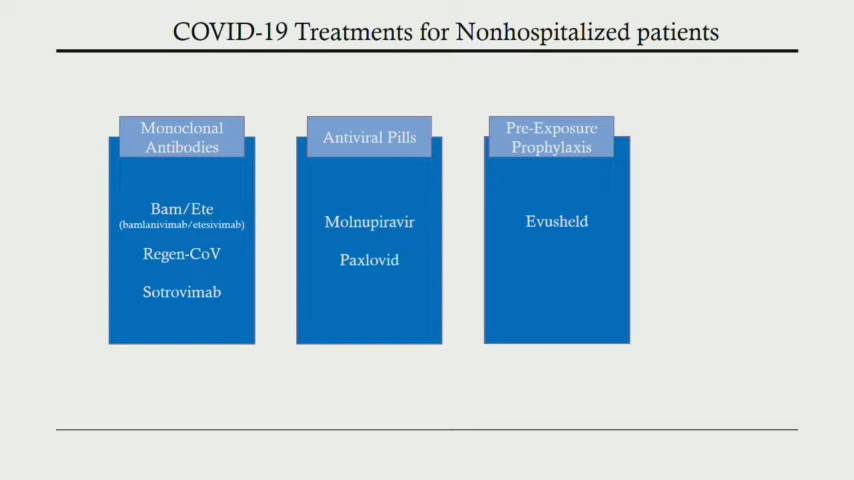 COVID-19 Treatments for Nonhospitalized patients
Monoclonal
Antibodies
Bam/Ete
(bamlanivimab/etesivimab)
Regen-CoV
Sotrovimab
Antiviral Pills
Molnupiravir
Paxlovid
Pre-Exposure
Prophylaxis
Evusheld